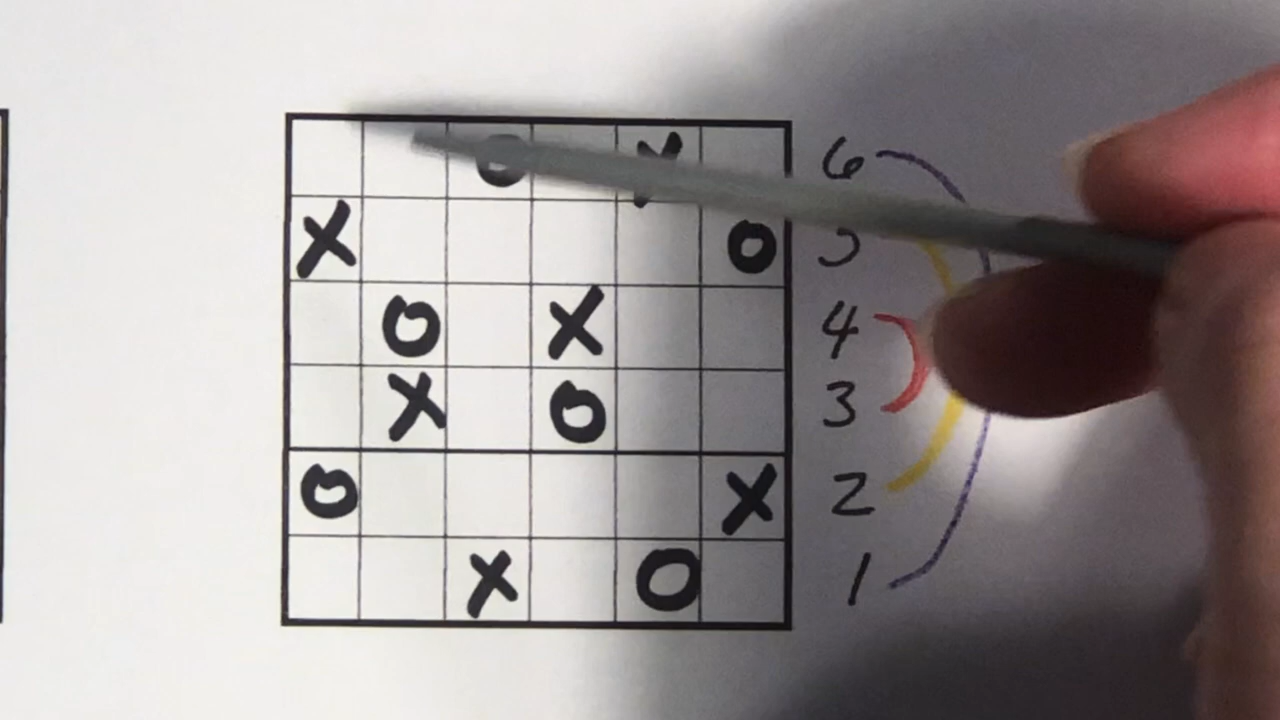 O X 6
X O 5
O X 4
X O 3
O X 2
X O 1